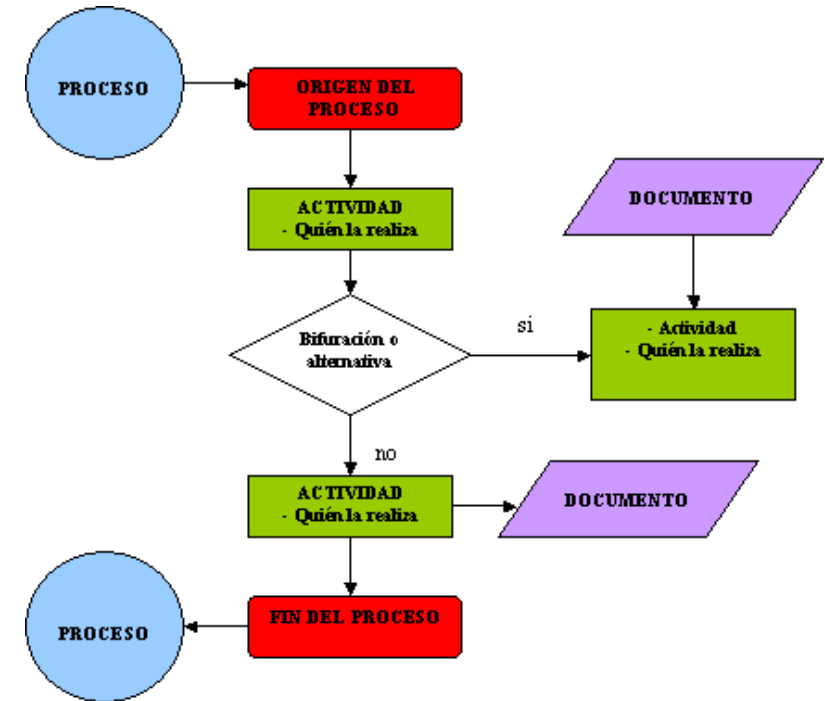 PROCESO
ORIGEN DEL
PROCESO
ACTIVIDAD
- Quién la realiza
DOCUMENTO
Bifuración o
alternativa
si
- Actividad
- Quién la realiza
no
ACTIVIDAD
- Quién la realiza
DOCUMENTO
FIN DEL PROCESO
PROCESO